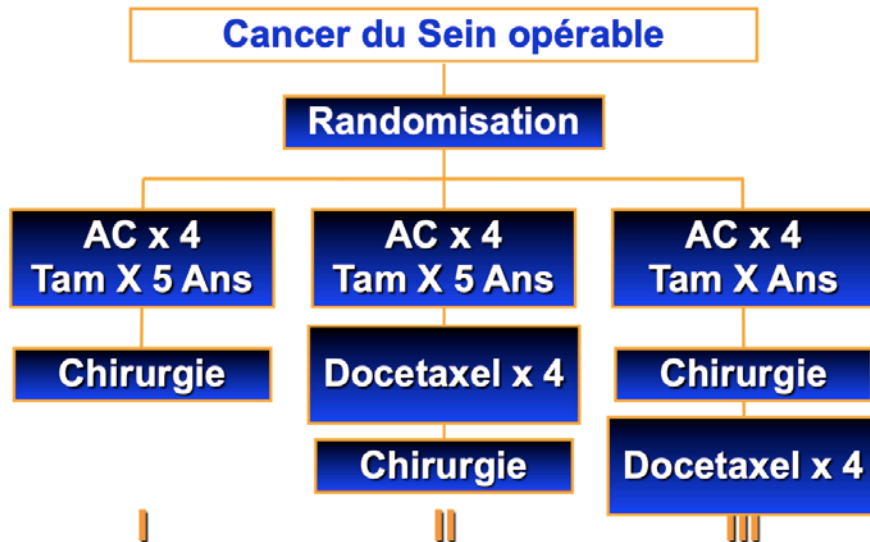 Cancer du Sein opérable
Randomisation
AC x 4
Tam X 5 Ans
Chirurgie
I
AC x 4
Tam X 5 Ans
Docetaxel x 4
Chirurgie
II
AC x 4
Tam X Ans
Chirurgie
Docetaxel x 4
III